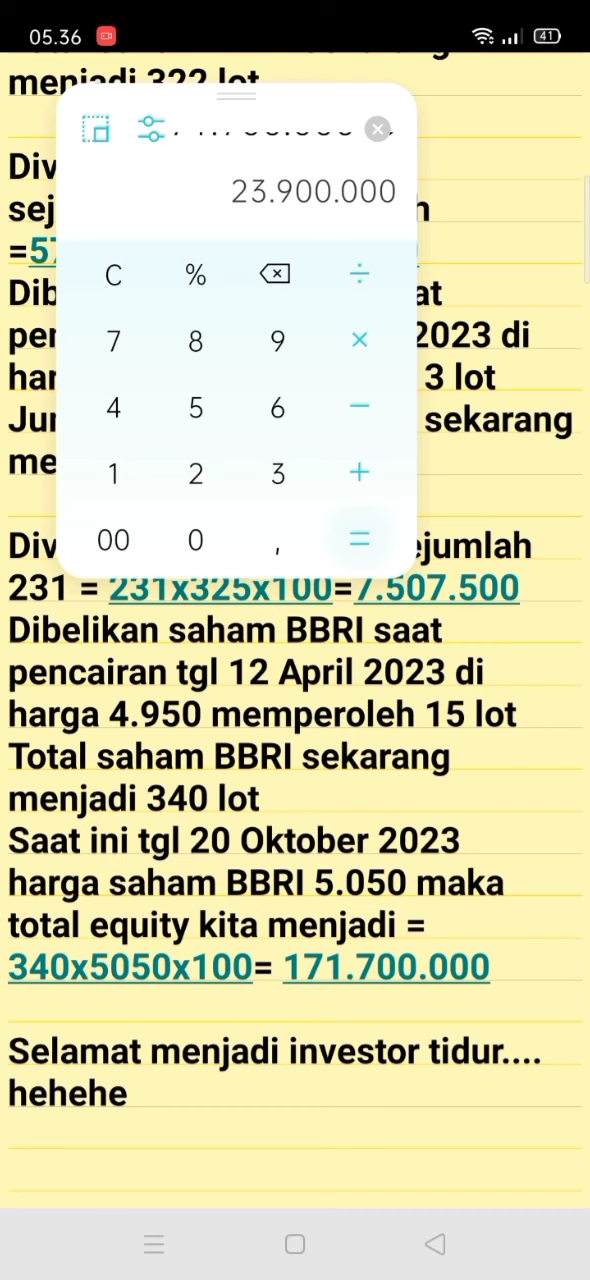 05.36
41
menjadi 322 lot
23.900.000
C % ÷
7 8 9 ×
4 5 6 −
1 2 3 +
00 0 , =
Div
sej
=57
Dib at
per 2023 di
har 3 lot
Jur sekarang
me
Div ejumlah
231 = 231x325x100=7.507.500
Dibelikan saham BBRI saat
pencairan tgl 12 April 2023 di
harga 4.950 memperoleh 15 lot
Total saham BBRI sekarang
menjadi 340 lot
Saat ini tgl 20 Oktober 2023
harga saham BBRI 5.050 maka
total equity kita menjadi =
340x5050x100= 171.700.000
Selamat menjadi investor tidur....
hehehe